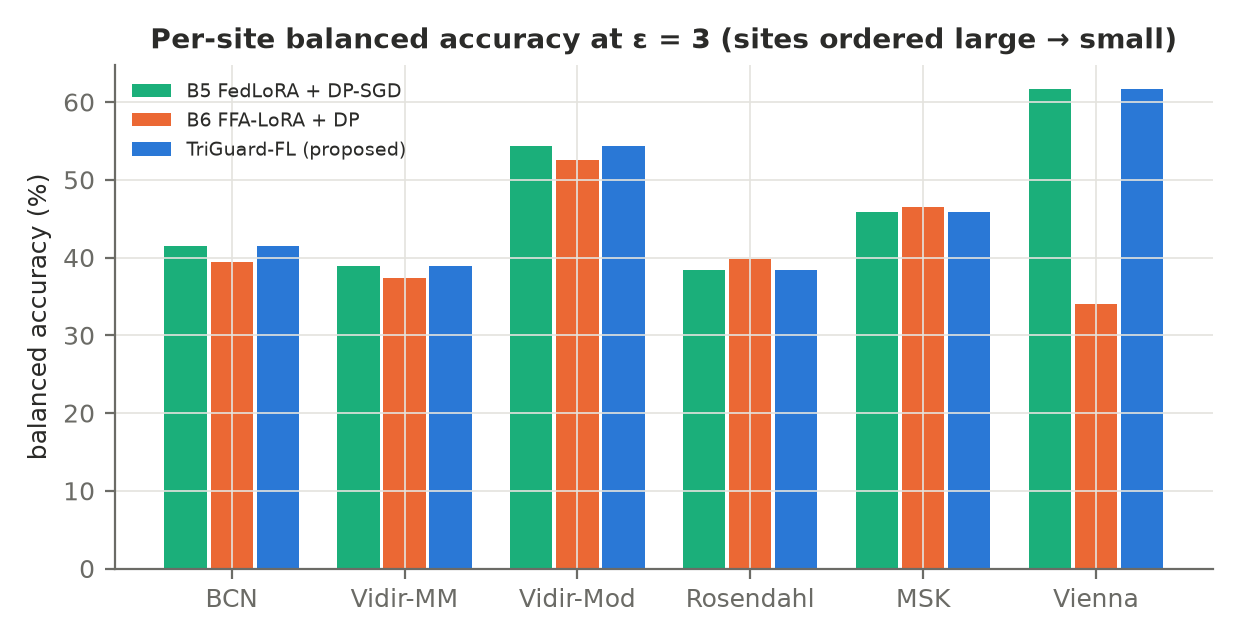 Per-site balanced accuracy at ε = 3 (sites ordered large → small)
B5 FedLoRA + DP-SGD
B6 FFA-LoRA + DP
TriGuard-FL (proposed)
balanced accuracy (%)
60
50
40
30
20
10
0
BCN Vidir-MM Vidir-Mod Rosendahl MSK Vienna